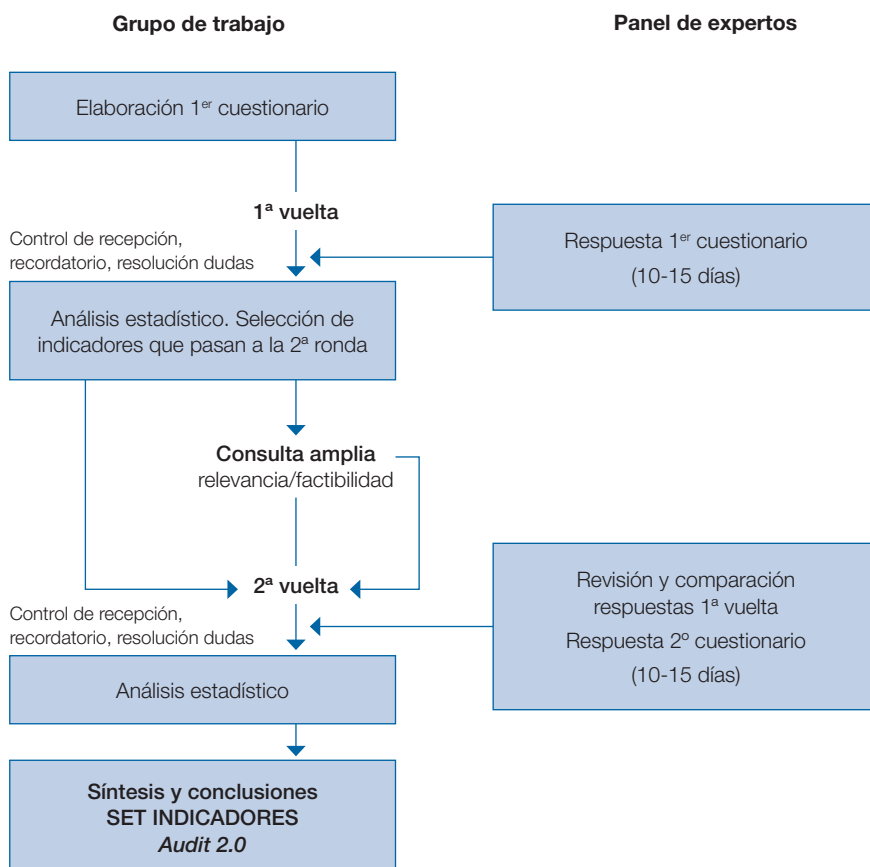 Grupo de trabajo
Panel de expertos
Elaboración 1er cuestionario
1ª vuelta
Control de recepción,
recordatorio, resolución dudas
Respuesta 1er cuestionario
(10-15 días)
Análisis estadístico. Selección de
indicadores que pasan a la 2ª ronda
Consulta amplia
relevancia/factibilidad
2ª vuelta
Control de recepción,
recordatorio, resolución dudas
Revisión y comparación
respuestas 1ª vuelta
Respuesta 2º cuestionario
(10-15 días)
Análisis estadístico
Síntesis y conclusiones
SET INDICADORES
Audit 2.0